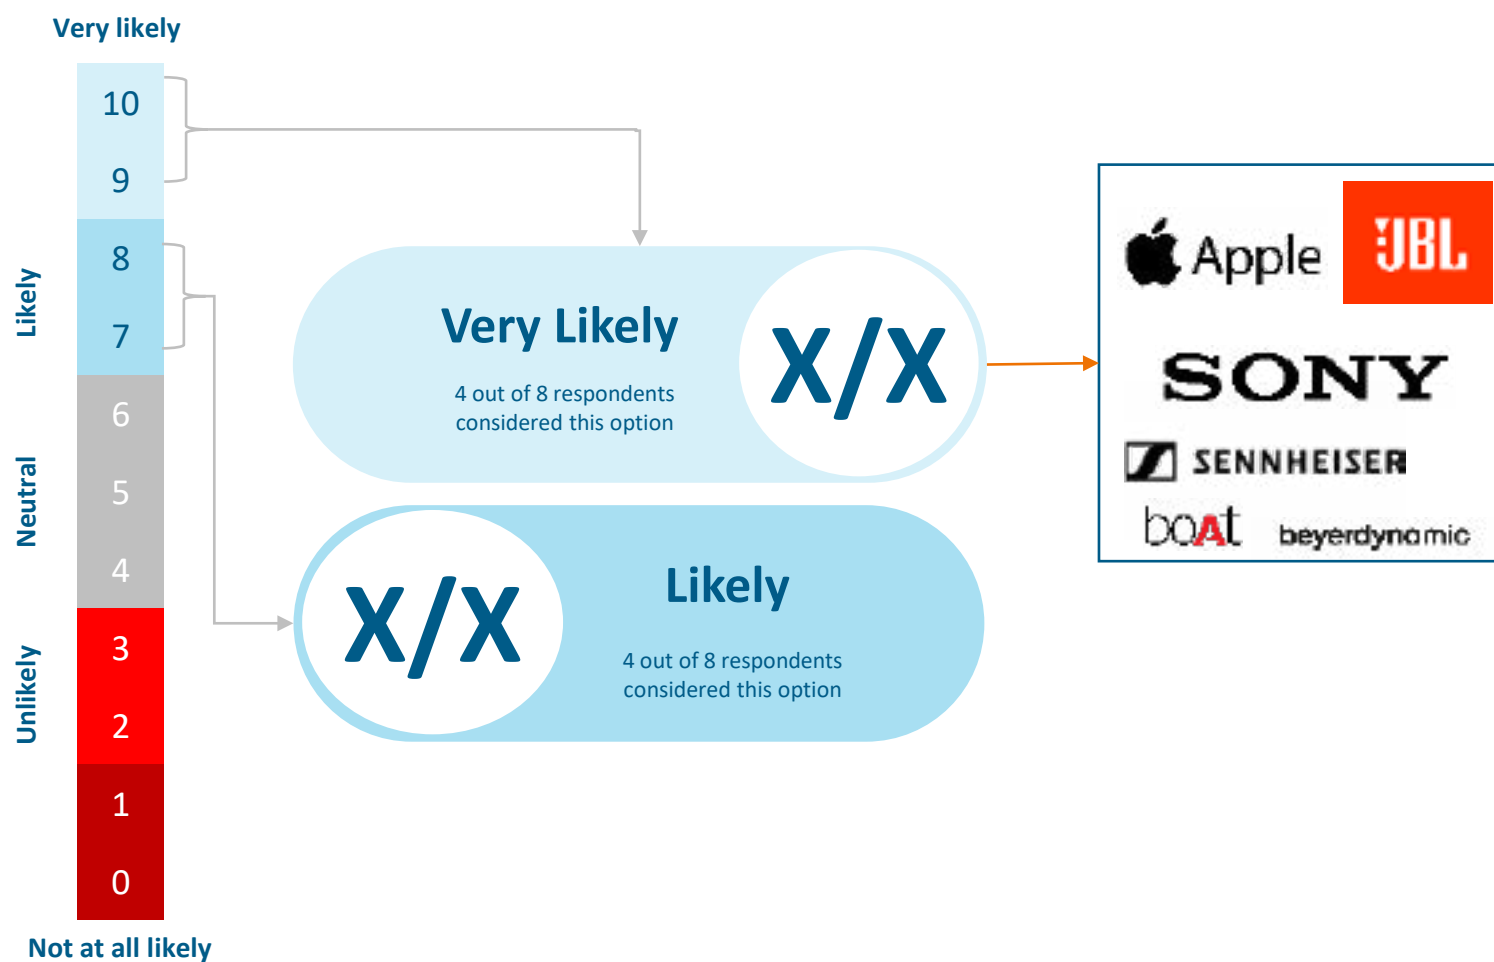 Very likely
10
9
8
7
6
5
4
3
2
1
0
Not at all likely
Likely
Neutral
Unlikely
Very Likely
4 out of 8 respondents
considered this option
X/X
X/X
Likely
4 out of 8 respondents
considered this option
Apple
JBL
SONY
SENNHEISER
boAt
beyerdynamic